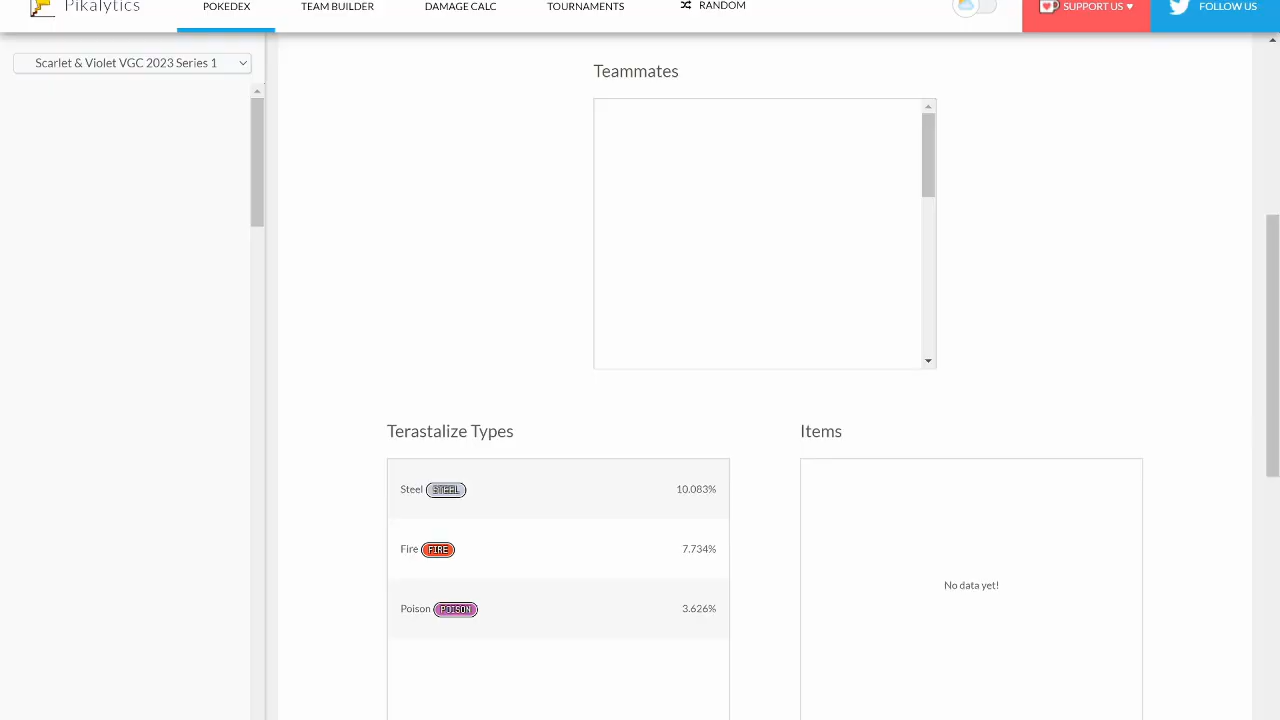 Pikalytics
POKEDEX
TEAM BUILDER
DAMAGE CALC
TOURNAMENTS
RANDOM
SUPPORT US ▼
FOLLOW US
Scarlet & Violet VGC 2023 Series 1
Teammates
Terastalize Types
Items
Steel STEEL 10.083%
Fire FIRE 7.734%
No data yet!
Poison POISON 3.626%